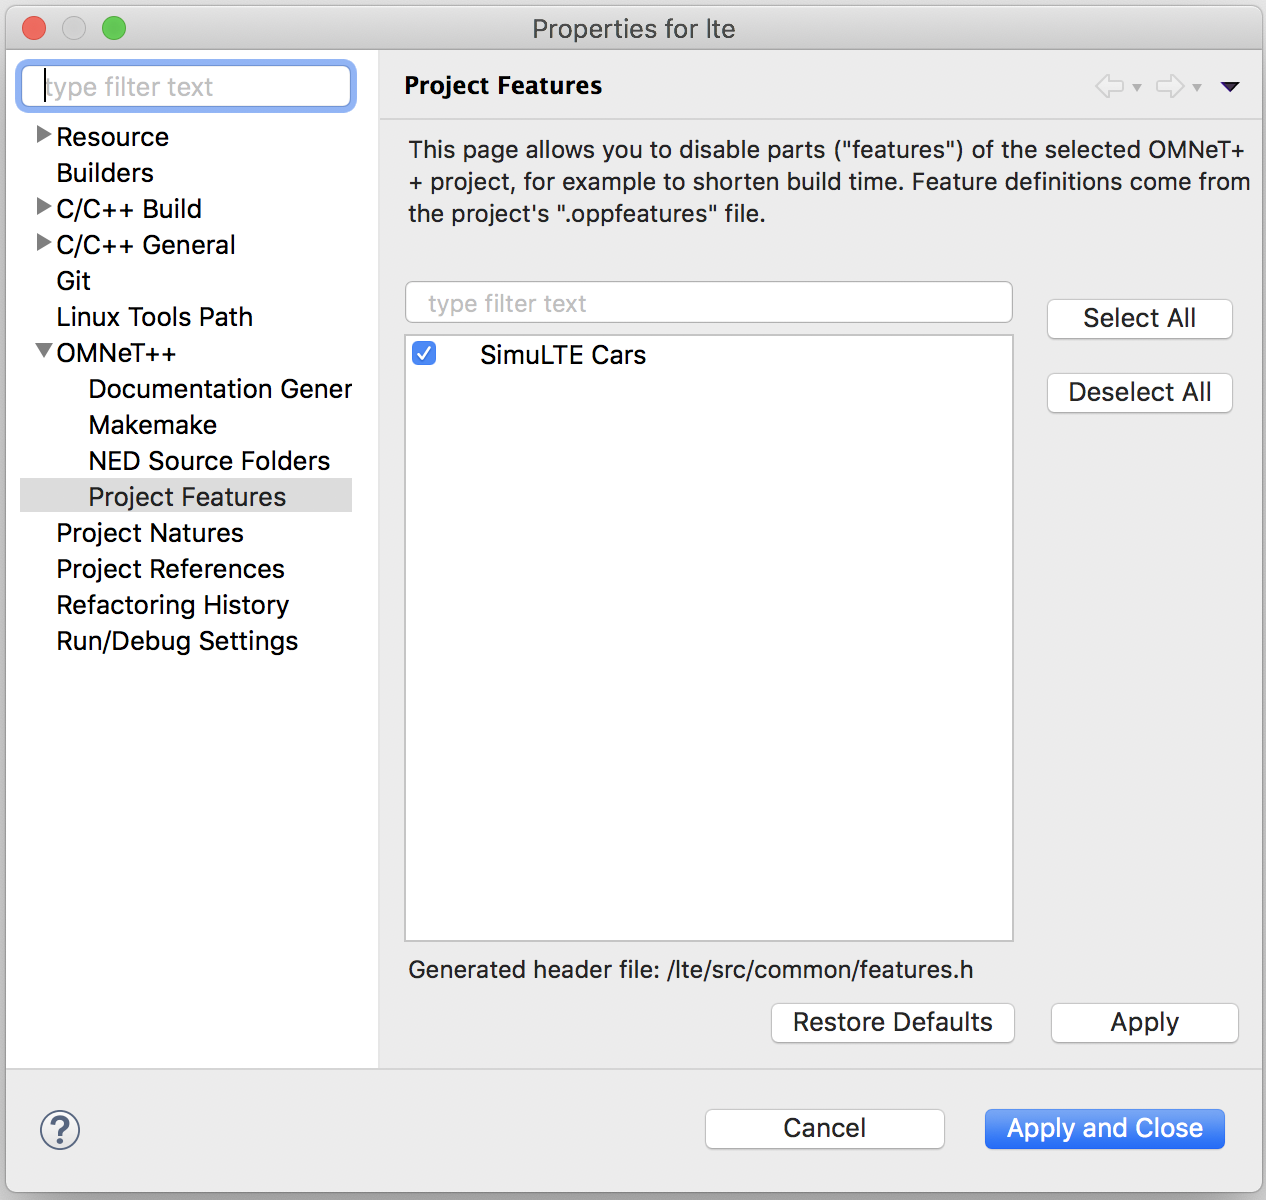 Properties for lte
type filter text
Resource
Builders
C/C++ Build
C/C++ General
Git
Linux Tools Path
OMNeT++
Documentation Gener
Makemake
NED Source Folders
Project Features
Project Natures
Project References
Refactoring History
Run/Debug Settings
Project Features
This page allows you to disable parts ("features") of the selected OMNeT+
+ project, for example to shorten build time. Feature definitions come from
the project's ".oppfeatures" file.
type filter text
SimuLTE Cars
Select All
Deselect All
Generated header file: /lte/src/common/features.h
Restore Defaults
Apply
?
Cancel
Apply and Close